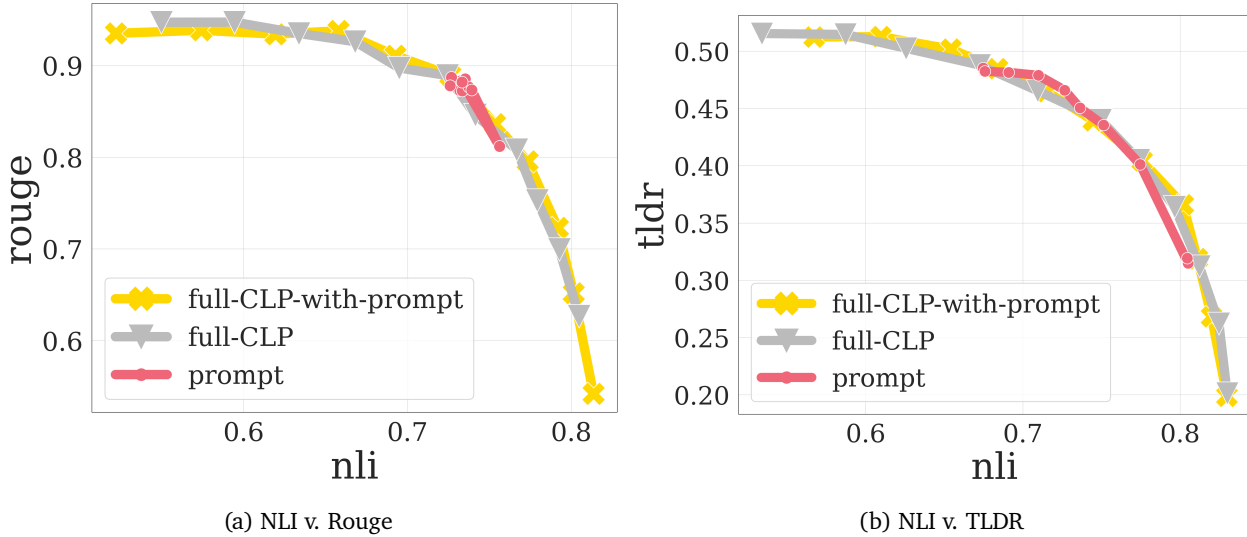 0.9
0.8
0.7
0.6
rouge
full-CLP-with-prompt
full-CLP
prompt
0.6 0.7 0.8
nli
(a) NLI v. Rouge
0.50
0.45
0.40
0.35
0.30
0.25
0.20
tldr
full-CLP-with-prompt
full-CLP
prompt
0.6 0.7 0.8
nli
(b) NLI v. TLDR